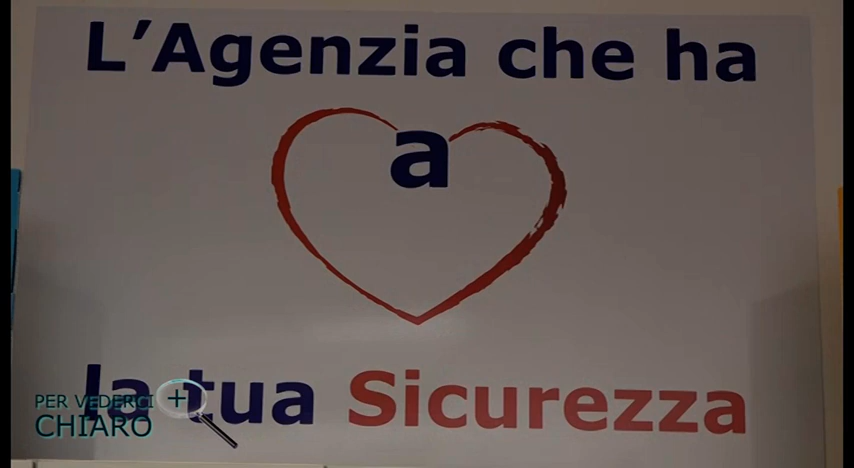 L'Agenzia che ha
a
la tua Sicurezza
PER VEDERCI
CHIARO